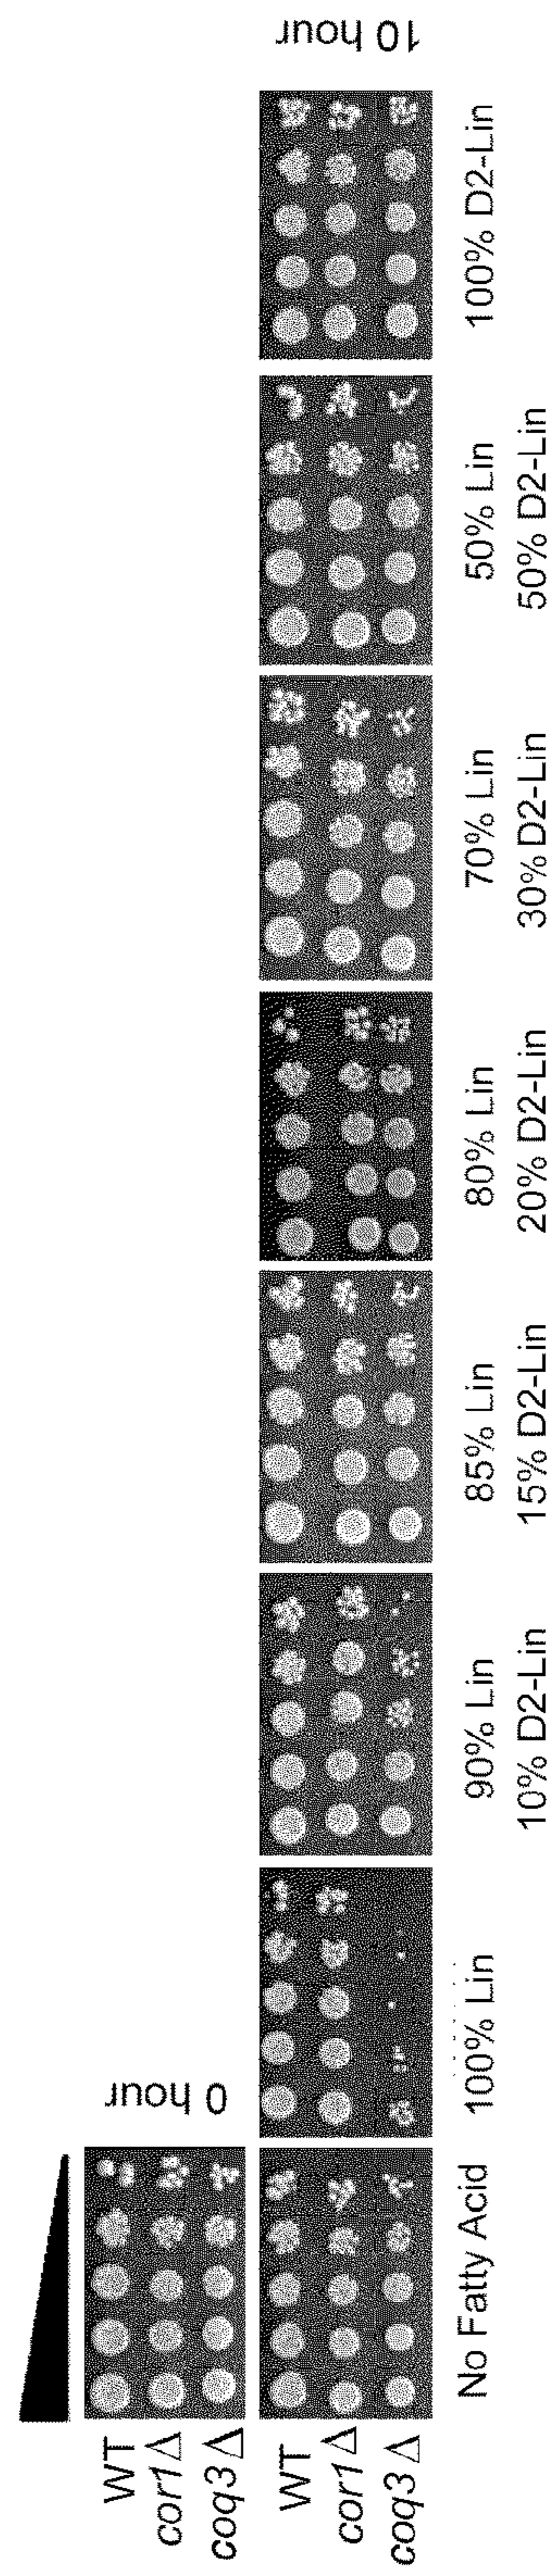 0 hour
WT
cor1Δ
coq3Δ
WT
cor1Δ
coq3Δ
10 hour
No Fatty Acid
100% Lin
90% Lin
10% D2-Lin
85% Lin
15% D2-Lin
80% Lin
20% D2-Lin
70% Lin
30% D2-Lin
50% Lin
50% D2-Lin
100% D2-Lin